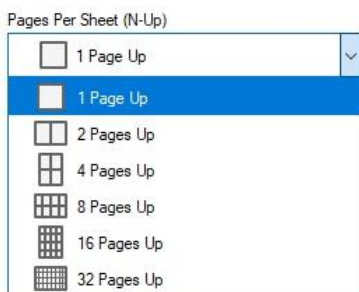 Pages Per Sheet (N-Up)
1 Page Up
1 Page Up
2 Pages Up
4 Pages Up
8 Pages Up
16 Pages Up
32 Pages Up